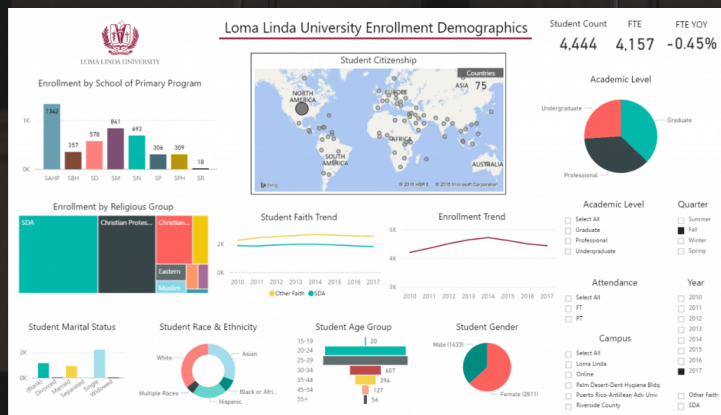 LOMA LINDA UNIVERSITY
Loma Linda University Enrollment Demographics
Student Count
4,444
FTE
4,157
FTE YOY
-0.45%
Enrollment by School of Primary Program
1K
0K
1342
357
578
841
693
306
309
18
SAHP SBH SD SM SN SP SPH SR
Student Citizenship
Countries
75
NORTH
AMERICA
EUROPE
ASIA
AFRICA
SOUTH
AMERICA
AUSTRALIA
bing
Academic Level
Undergraduate
Graduate
Professional
Enrollment by Religious Group
SDA
Christian Protes...
Christian...
Eastern
Muslim
Student Faith Trend
2K
0K
2010 2011 2012 2013 2014 2015 2016 2017
Other Faith SDA
Enrollment Trend
5K
4K
3K
2010 2011 2012 2013 2014 2015 2016 2017
Academic Level
Select All
Graduate
Professional
Undergraduate
Quarter
Summer
Fall
Winter
Spring
Attendance
Select All
FT
PT
Year
2010
2011
2012
2013
2014
2015
2016
2017
Campus
Select All
Loma Linda
Online
Palm Desert-Dent Hygiene Bldg
Puerto Rico-Antillean Adv Univ
Riverside County
Other Faith
SDA
Student Marital Status
2K
0K
(Blank)
Divorced
Married
Separated
Single
Widowed
Student Race & Ethnicity
White
Asian
Black or Afri...
Hispanic
Multiple Races
Student Age Group
15-19 20
20-24
25-29
30-34 607
35-44 396
45-54 127
55+ 56
Student Gender
Male (1633)
Female (2811)